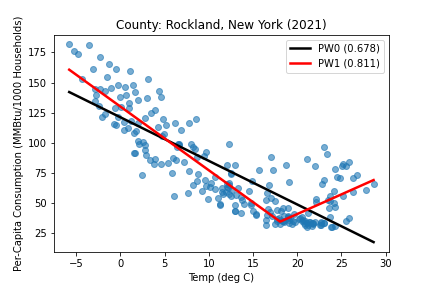 County: Rockland, New York (2021)
PW0 (0.678)
PW1 (0.811)
Per-Capita Consumption (MMBtu/1000 Households)
175
150
125
100
75
50
25
−5 0 5 10 15 20 25 30
Temp (deg C)